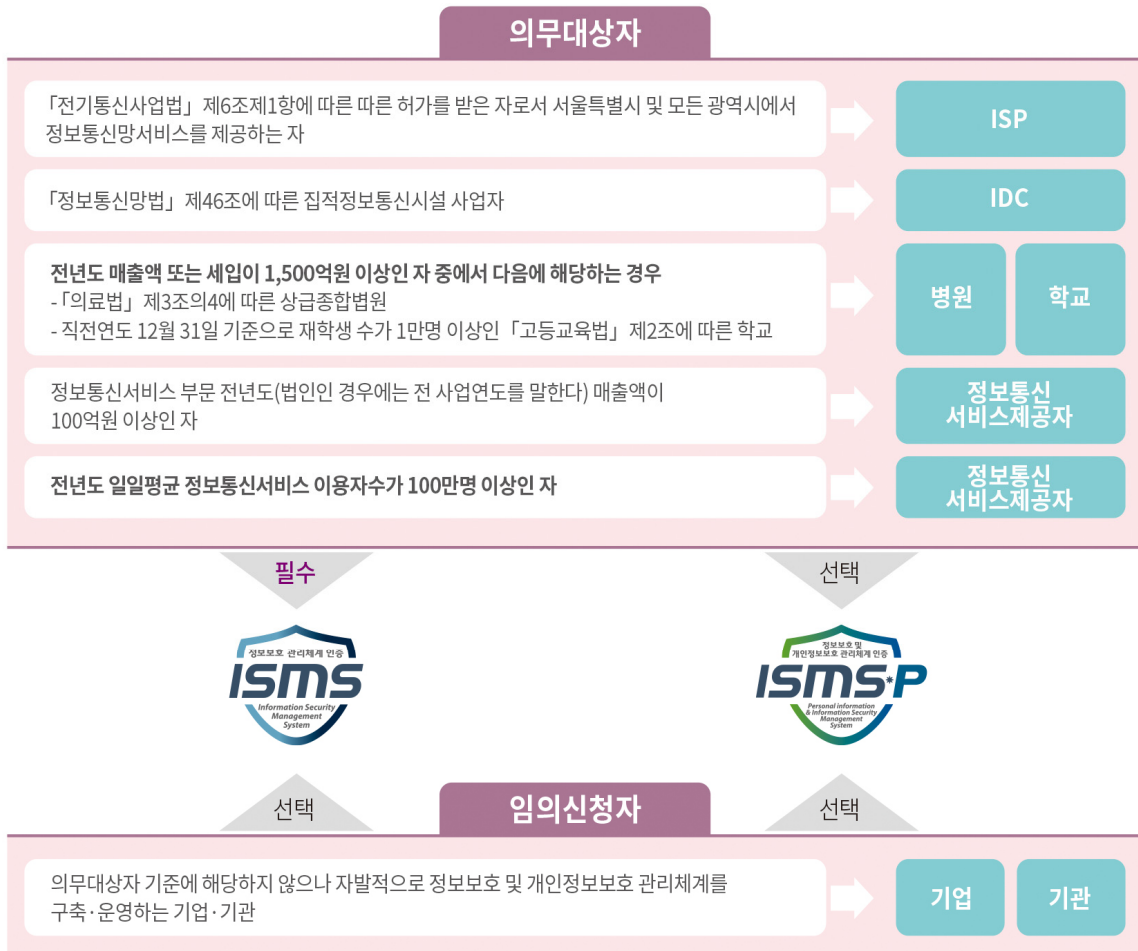 의무대상자
「전기통신사업법」 제6조제1항에 따른 따른 허가를 받은 자로서 서울특별시 및 모든 광역시에서
정보통신망서비스를 제공하는 자
ISP
「정보통신망법」 제46조에 따른 집적정보통신시설 사업자
IDC
전년도 매출액 또는 세입이 1,500억원 이상인 자 중에서 다음에 해당하는 경우
- 「의료법」 제3조의4에 따른 상급종합병원
- 직전연도 12월 31일 기준으로 재학생 수가 1만명 이상인 「고등교육법」 제2조에 따른 학교
병원
학교
정보통신서비스 부문 전년도(법인인 경우에는 전 사업연도를 말한다) 매출액이
100억원 이상인 자
정보통신
서비스제공자
전년도 일일평균 정보통신서비스 이용자수가 100만명 이상인 자
정보통신
서비스제공자
필수
선택
정보보호 관리체계 인증
ISMS
Information Security
Management
System
정보보호 및
개인정보보호 관리체계 인증
ISMS*P
Personal information
& Information Security
Management
System
선택
임의신청자
선택
의무대상자 기준에 해당하지 않으나 자발적으로 정보보호 및 개인정보보호 관리체계를
구축·운영하는 기업·기관
기업
기관